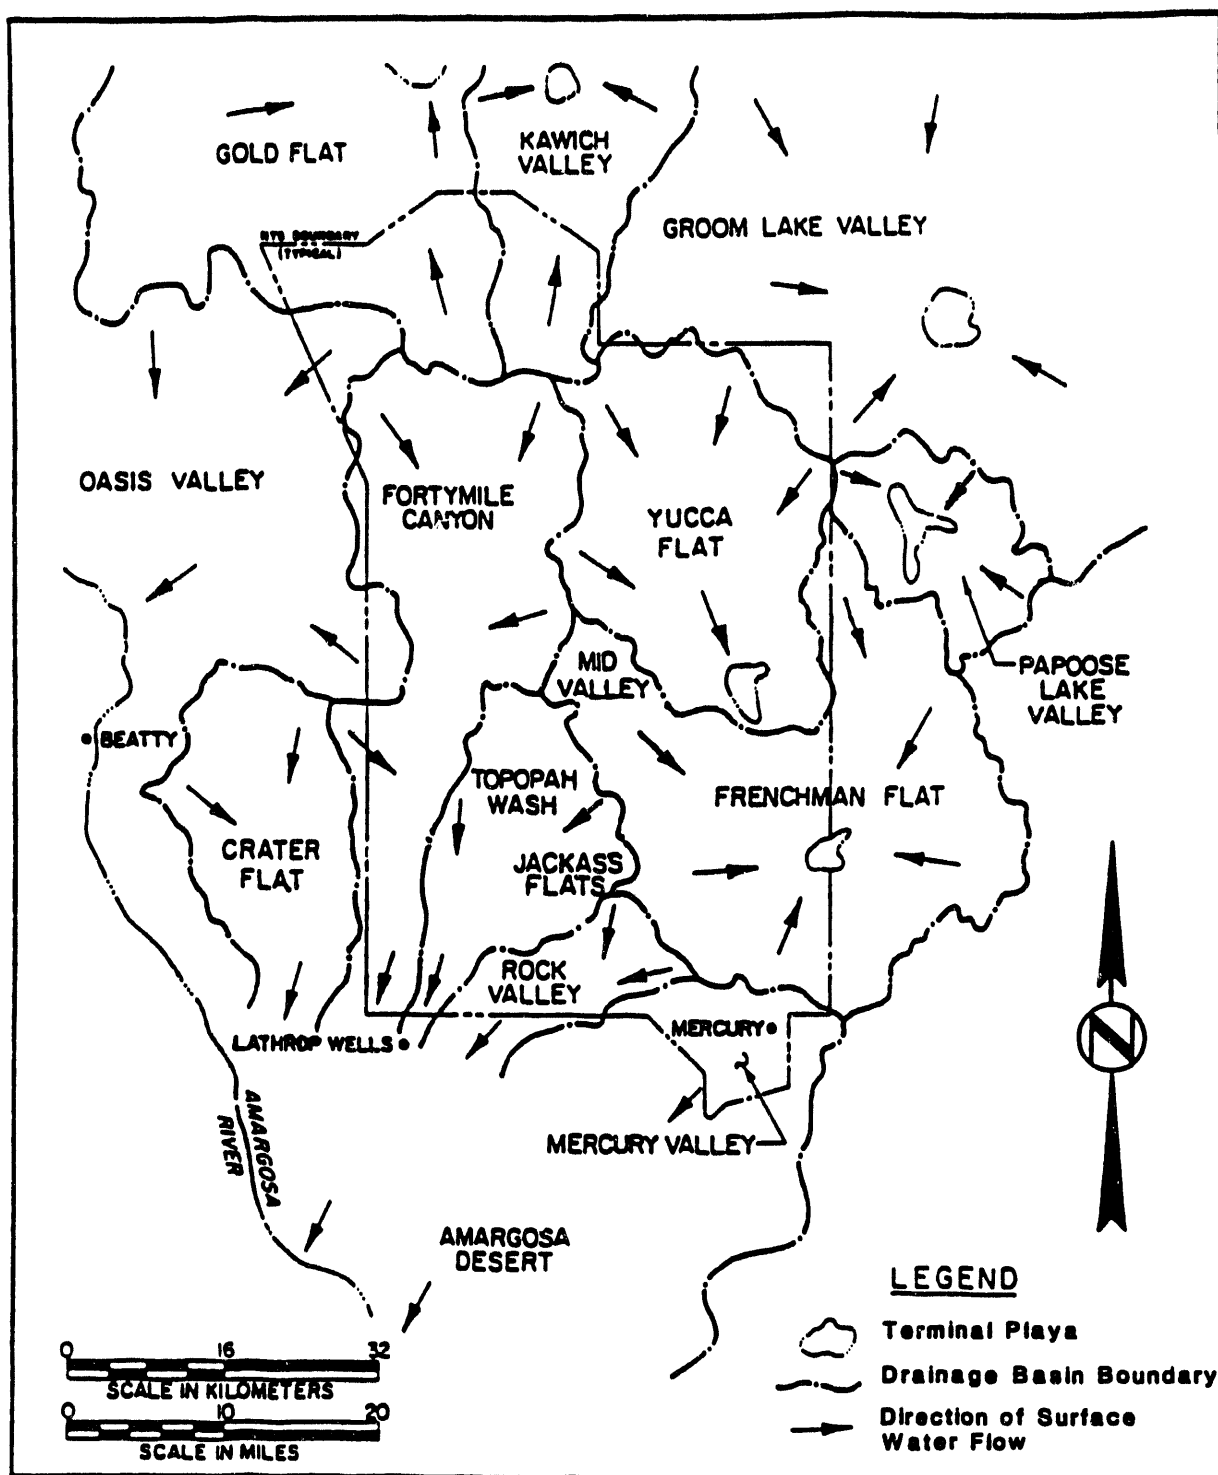 KAWICH
VALLEY
GOLD FLAT
GROOM LAKE VALLEY
NTS BOUNDARY
(TYPICAL)
OASIS VALLEY
FORTYMILE
CANYON
YUCCA
FLAT
MID
VALLEY
PAPOOSE
LAKE
VALLEY
BEATTY
TOPOPAH
WASH
FRENCHMAN FLAT
CRATER
FLAT
JACKASS
FLATS
ROCK
VALLEY
MERCURY
LATHROP WELLS
AMARGOSA
RIVER
MERCURY VALLEY
AMARGOSA
DESERT
N
LEGEND
Terminal Playa
Drainage Basin Boundary
Direction of Surface
Water Flow
0 16 32
SCALE IN KILOMETERS
0 10 20
SCALE IN MILES